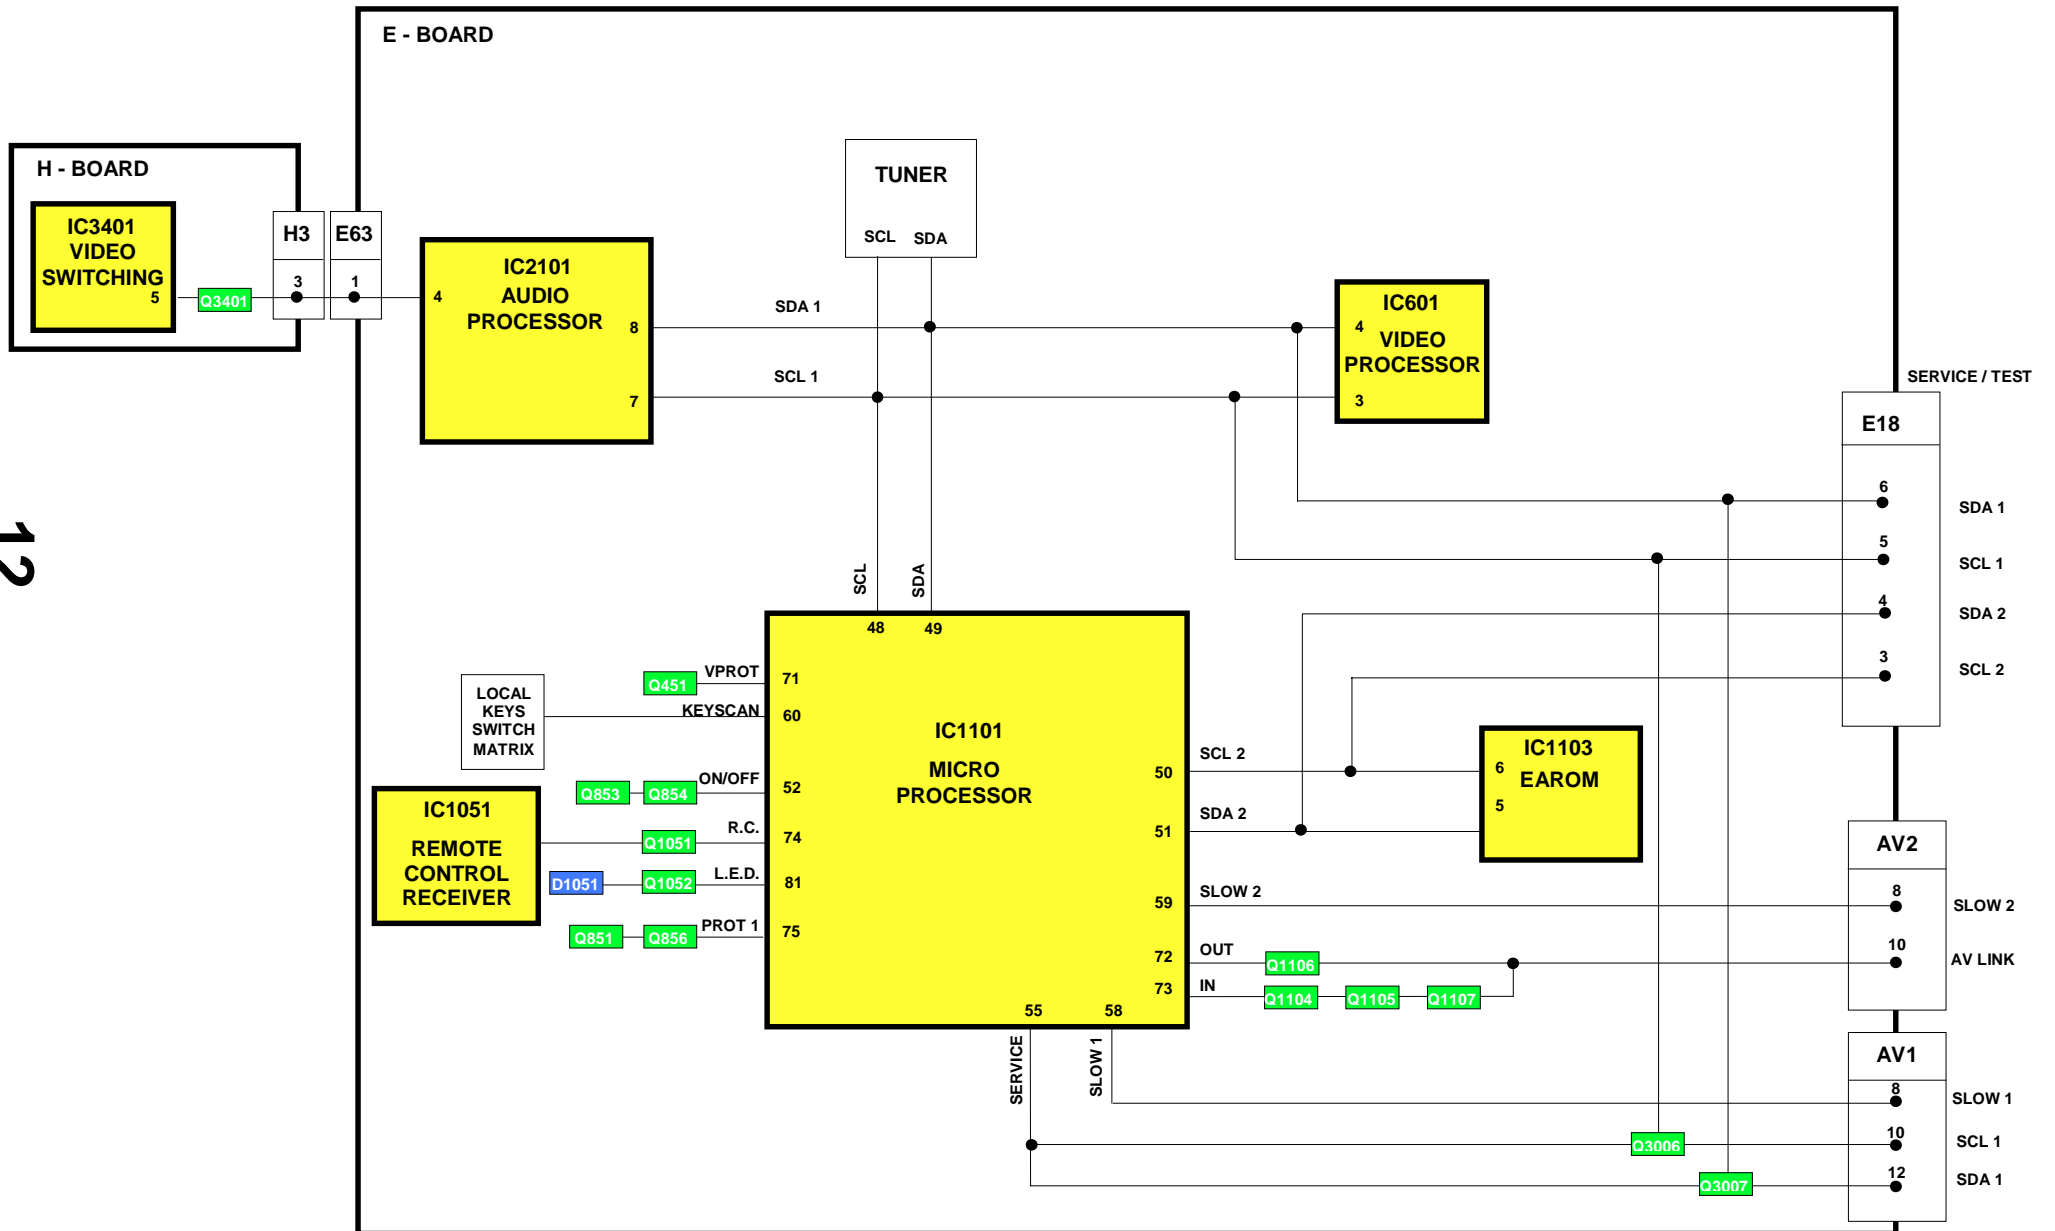 E - BOARD
H - BOARD
IC3401
VIDEO
SWITCHING
5
Q3401
H3
3
E63
1
IC2101
AUDIO
PROCESSOR
4
8
7
TUNER
SCL SDA
SDA 1
SCL 1
IC601
4
VIDEO
PROCESSOR
3
SERVICE / TEST
E18
6
SDA 1
5
SCL 1
4
SDA 2
3
SCL 2
12
SCL
SDA
48 49
VPROT
Q451
71
LOCAL
KEYS
SWITCH
MATRIX
KEYSCAN
60
IC1101
MICRO
PROCESSOR
ON/OFF
Q853 Q854
52
IC1051
REMOTE
CONTROL
RECEIVER
R.C.
Q1051
74
L.E.D.
D1051 Q1052
81
PROT 1
Q851 Q856
75
50
SCL 2
51
SDA 2
IC1103
6
EAROM
5
59
SLOW 2
72
OUT
Q1106
73
IN
Q1104 Q1105 Q1107
AV2
8
SLOW 2
10
AV LINK
55 58
SERVICE
SLOW 1
AV1
8
SLOW 1
10
SCL 1
Q3006
12
SDA 1
Q3007